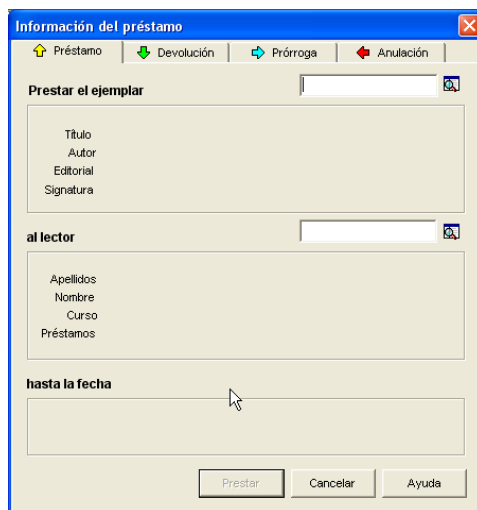 Información del préstamo
Préstamo Devolución Prórroga Anulación
Prestar el ejemplar
Título
Autor
Editorial
Signatura
al lector
Apellidos
Nombre
Curso
Préstamos
hasta la fecha
Prestar Cancelar Ayuda